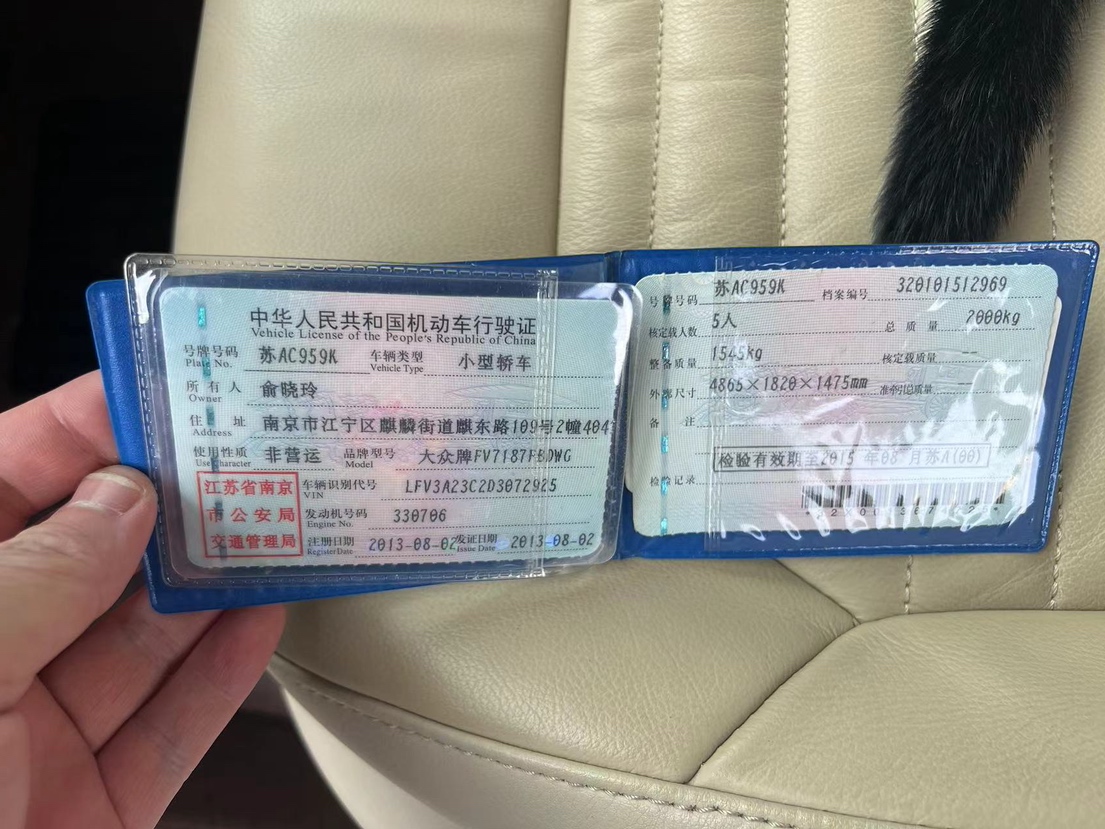 中华人民共和国机动车行驶证
Vehicle License of the People's Republic of China
号牌号码 苏AC959K 车辆类型 小型轿车
Plate No. Vehicle Type
所有人 俞晓玲
Owner
住址 南京市江宁区麒麟街道麒东路109号2幢404
Address
使用性质 非营运 品牌型号 大众牌FV7187FBDWG
Use Character Model
江苏省南京
市公安局
交通管理局
车辆识别代号 LFV3A23C2D3072925
VIN
发动机号码 330706
Engine No.
注册日期 2013-08-02 发证日期 2013-08-02
Register Date Issue Date
号牌号码 苏AC959K 档案编号 320101512969
核定载人数 5人 总质量 2000kg
整备质量 1545kg 核定载质量 --
外廓尺寸 4865×1820×1475mm 准牵引总质量 --
备注
检验有效期至2015年08月苏A(00)
检验记录